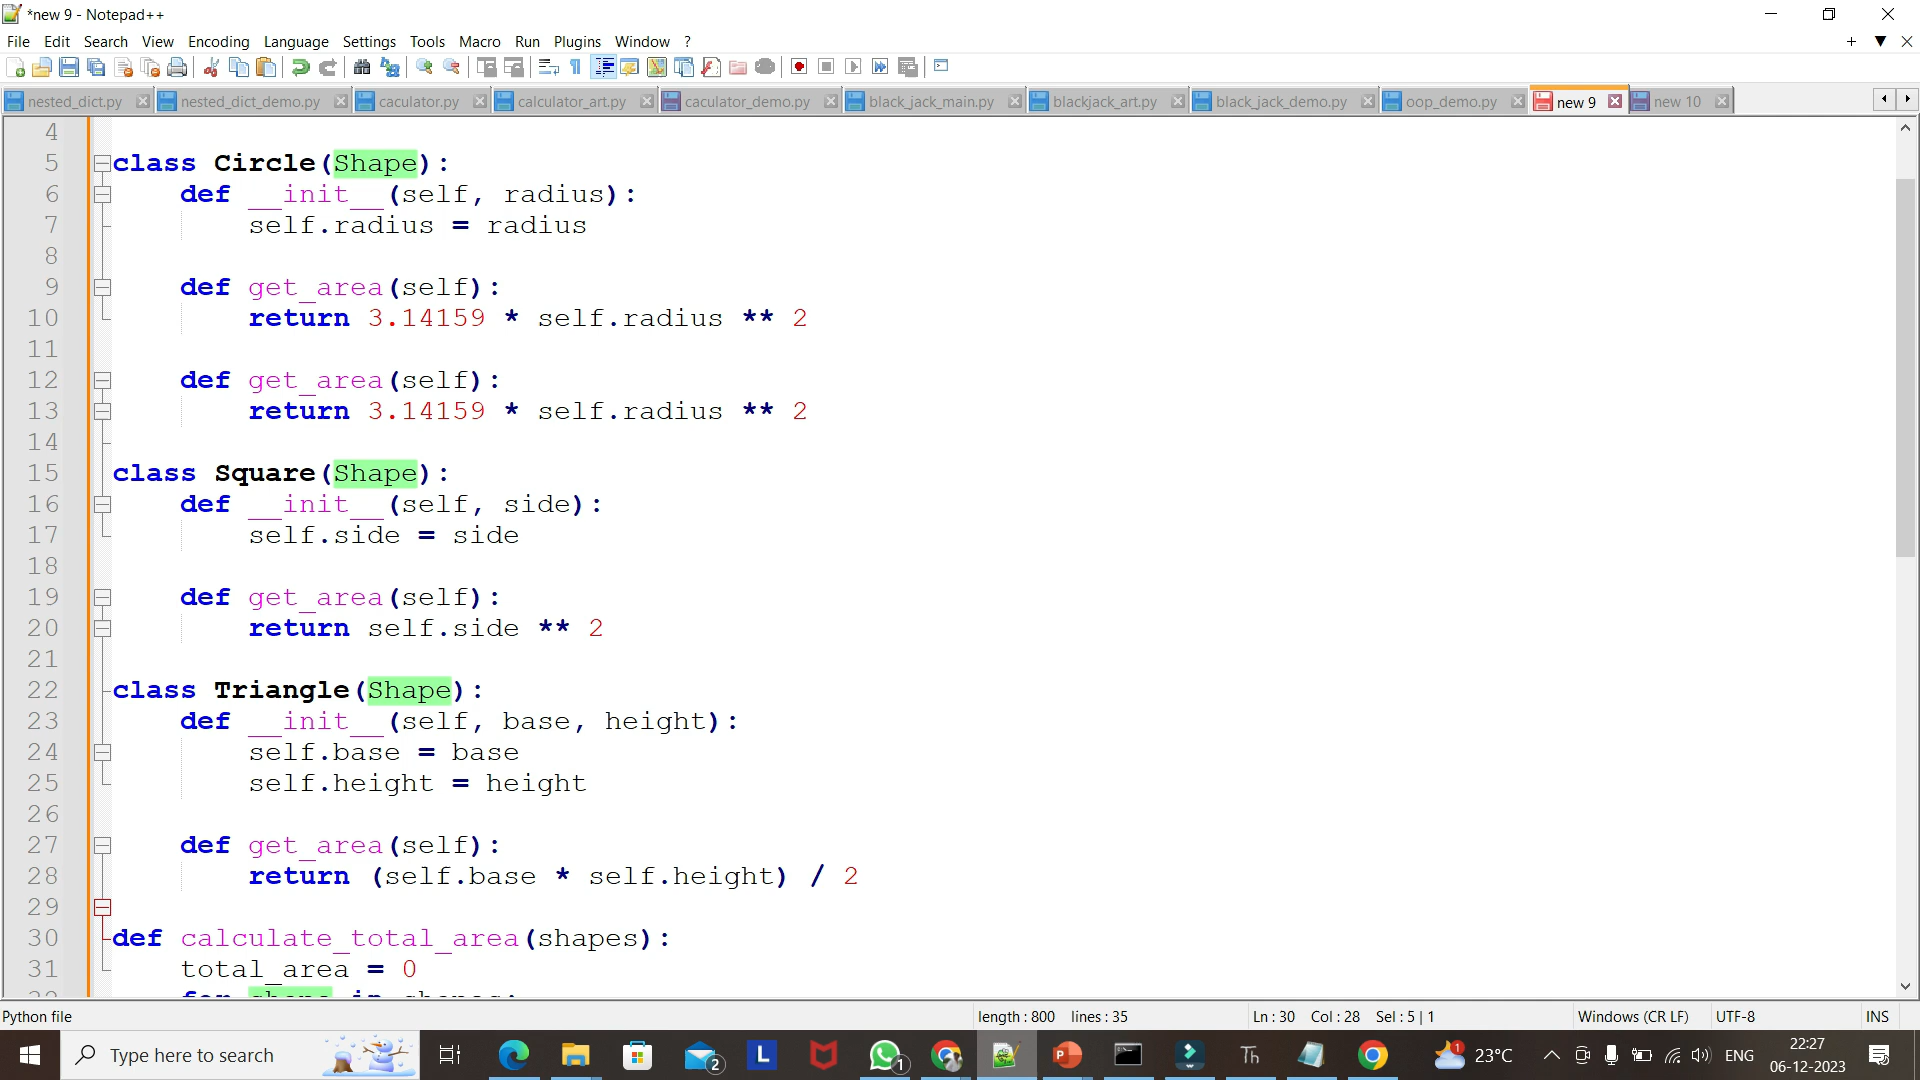 *new 9 - Notepad++
File Edit Search View Encoding Language Settings Tools Macro Run Plugins Window ?
nested_dict.py nested_dict_demo.py caculator.py calculator_art.py caculator_demo.py black_jack_main.py blackjack_art.py black_jack_demo.py oop_demo.py new 9 new 10
4
5 class Circle(Shape):
6 def __init__(self, radius):
7 self.radius = radius
8
9 def get_area(self):
10 return 3.14159 * self.radius ** 2
11
12 def get_area(self):
13 return 3.14159 * self.radius ** 2
14
15 class Square(Shape):
16 def __init__(self, side):
17 self.side = side
18
19 def get_area(self):
20 return self.side ** 2
21
22 class Triangle(Shape):
23 def __init__(self, base, height):
24 self.base = base
25 self.height = height
26
27 def get_area(self):
28 return (self.base * self.height) / 2
29
30 def calculate_total_area(shapes):
31 total_area = 0
Python file length : 800 lines : 35 Ln : 30 Col : 28 Sel : 5 | 1 Windows (CR LF) UTF-8 INS
Type here to search 2 L 1 Th 1 23°C ENG 22:27
06-12-2023